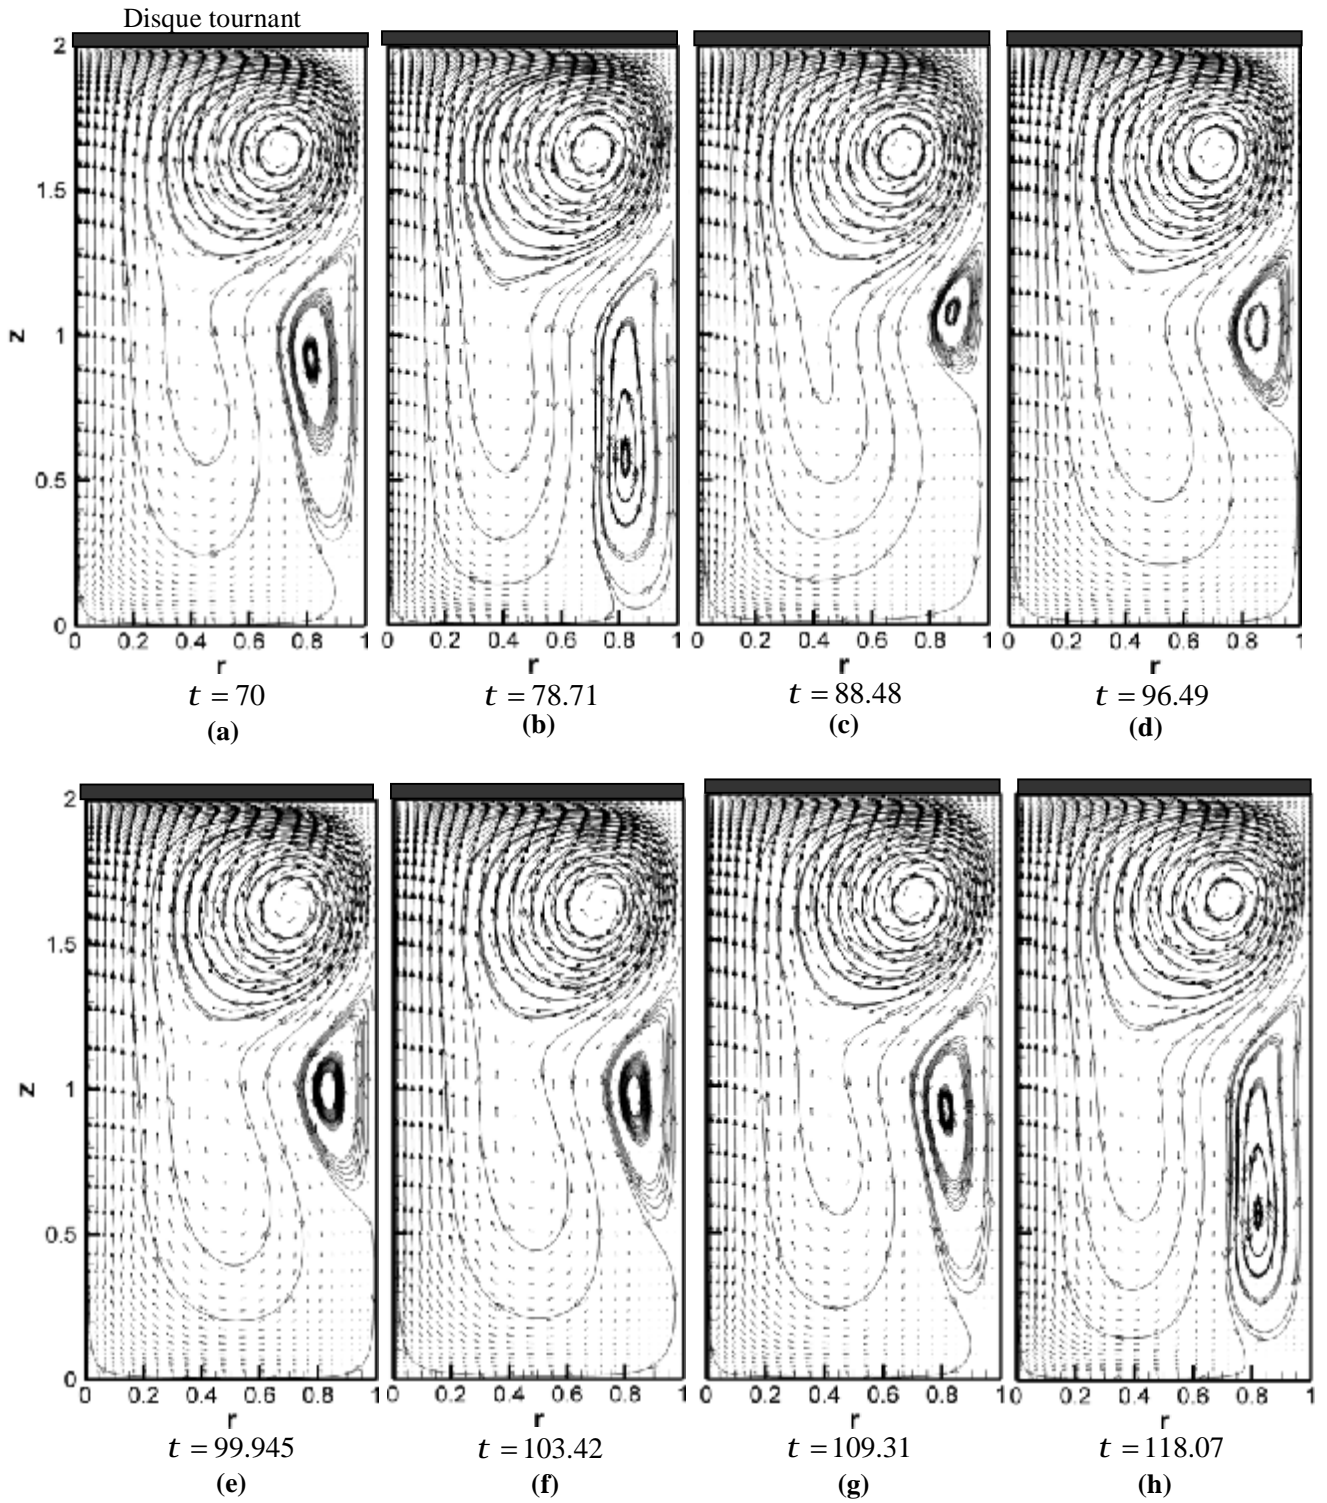 Disque tournant
2
1.5
z
1
0.5
0
0 0.2 0.4 0.6 0.8 1
0 0.2 0.4 0.6 0.8 1
0 0.2 0.4 0.6 0.8 1
0 0.2 0.4 0.6 0.8 1
r r r r
t = 70 t = 78.71 t = 88.48 t = 96.49
(a) (b) (c) (d)
2
1.5
z
1
0.5
0
0 0.2 0.4 0.6 0.8 1
0 0.2 0.4 0.6 0.8 1
0 0.2 0.4 0.6 0.8 1
0 0.2 0.4 0.6 0.8 1
r r r r
t = 99.945 t = 103.42 t = 109.31 t = 118.07
(e) (f) (g) (h)